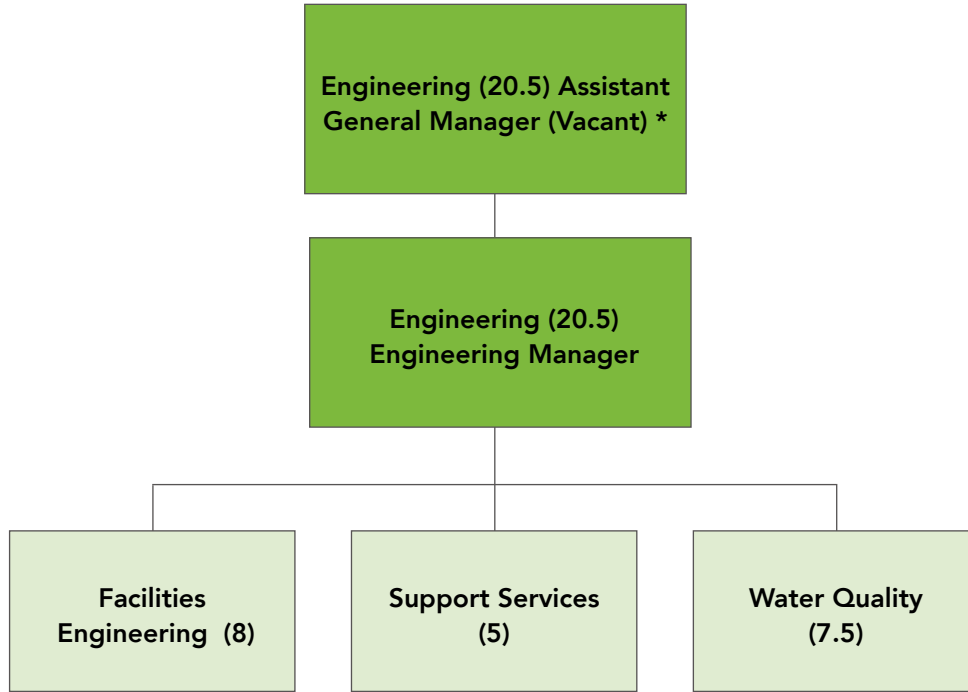 Engineering (20.5) Assistant
General Manager (Vacant) *
Engineering (20.5)
Engineering Manager
Facilities
Engineering (8)
Support Services
(5)
Water Quality
(7.5)